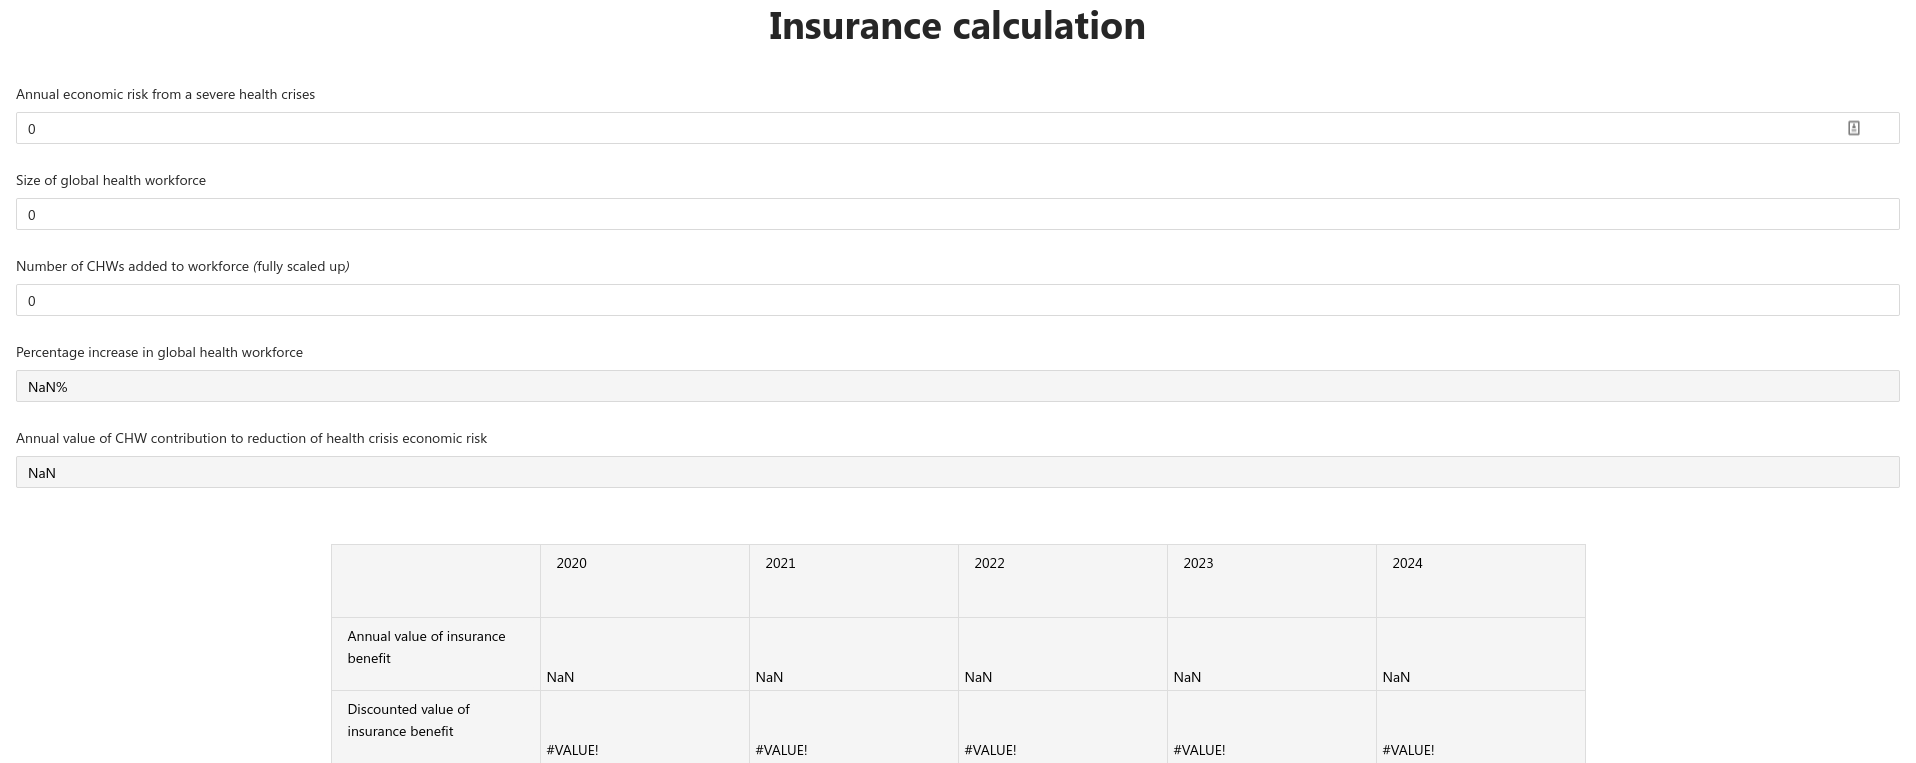 Insurance calculation
Annual economic risk from a severe health crises
0
Size of global health workforce
0
Number of CHWs added to workforce (fully scaled up)
0
Percentage increase in global health workforce
NaN%
Annual value of CHW contribution to reduction of health crisis economic risk
NaN
2020 2021 2022 2023 2024
Annual value of insurance
benefit
NaN NaN NaN NaN NaN
Discounted value of
insurance benefit
#VALUE! #VALUE! #VALUE! #VALUE! #VALUE!